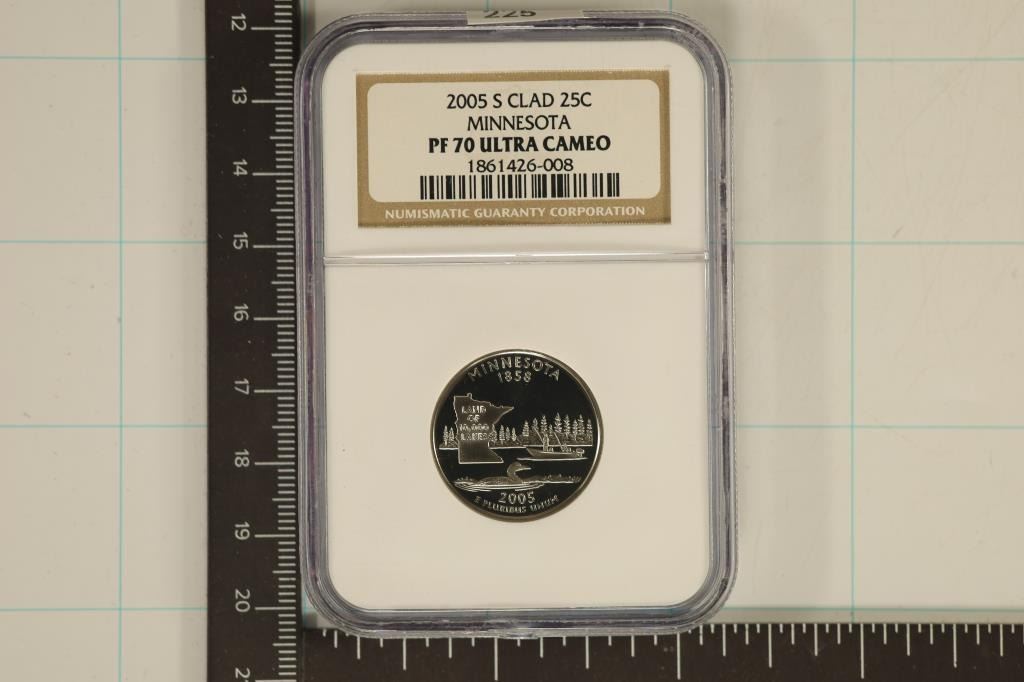 225
2005 S CLAD 25C
MINNESOTA
PF 70 ULTRA CAMEO
1861426-008
NUMISMATIC GUARANTY CORPORATION
MINNESOTA
1858
LAND
OF
10,000
LAKES
2005
E PLURIBUS UNUM
12
13
14
15
16
17
18
19
20